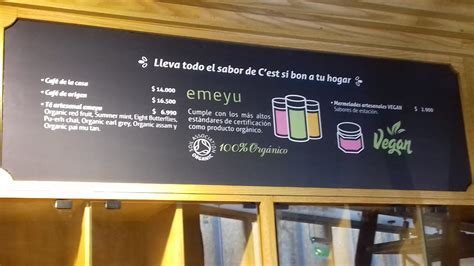 Lleva todo el sabor de C'est si bon a tu hogar
• Café de la casa $ 14.000
• Café de origen $ 16.500
• Té artesanal emeyu $ 6.990
Organic red fruit, Summer mint, Eight Butterflies,
Pu-erh chai, Organic earl grey, Organic assam y
Organic pai mu tan.
emeyu
Cumple con los más altos
estándares de certificación
como producto orgánico.
SOIL ASSOCIATION
ORGANIC
100% Orgánico
• Mermeladas artesanales VEGAN
Sabores de estación.
Vegan